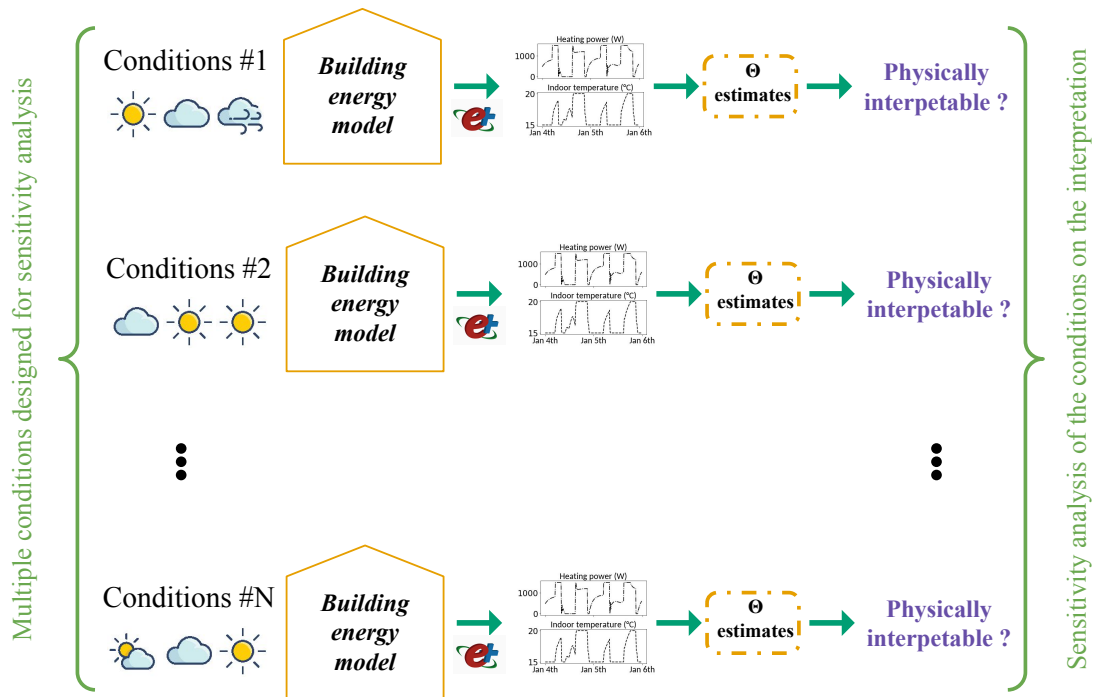 Multiple conditions designed for sensitivity analysis
Conditions #1
Building
energy
model
e+
Heating power (W)
1000
0
Indoor temperature (°C)
20
15
Jan 4th Jan 5th Jan 6th
Θ
estimates
Physically
interpetable ?
Conditions #2
Building
energy
model
e+
Heating power (W)
1000
0
Indoor temperature (°C)
20
15
Jan 4th Jan 5th Jan 6th
Θ
estimates
Physically
interpetable ?
Conditions #N
Building
energy
model
e+
Heating power (W)
1000
0
Indoor temperature (°C)
20
15
Jan 4th Jan 5th Jan 6th
Θ
estimates
Physically
interpetable ?
Sensitivity analysis of the conditions on the interpretation